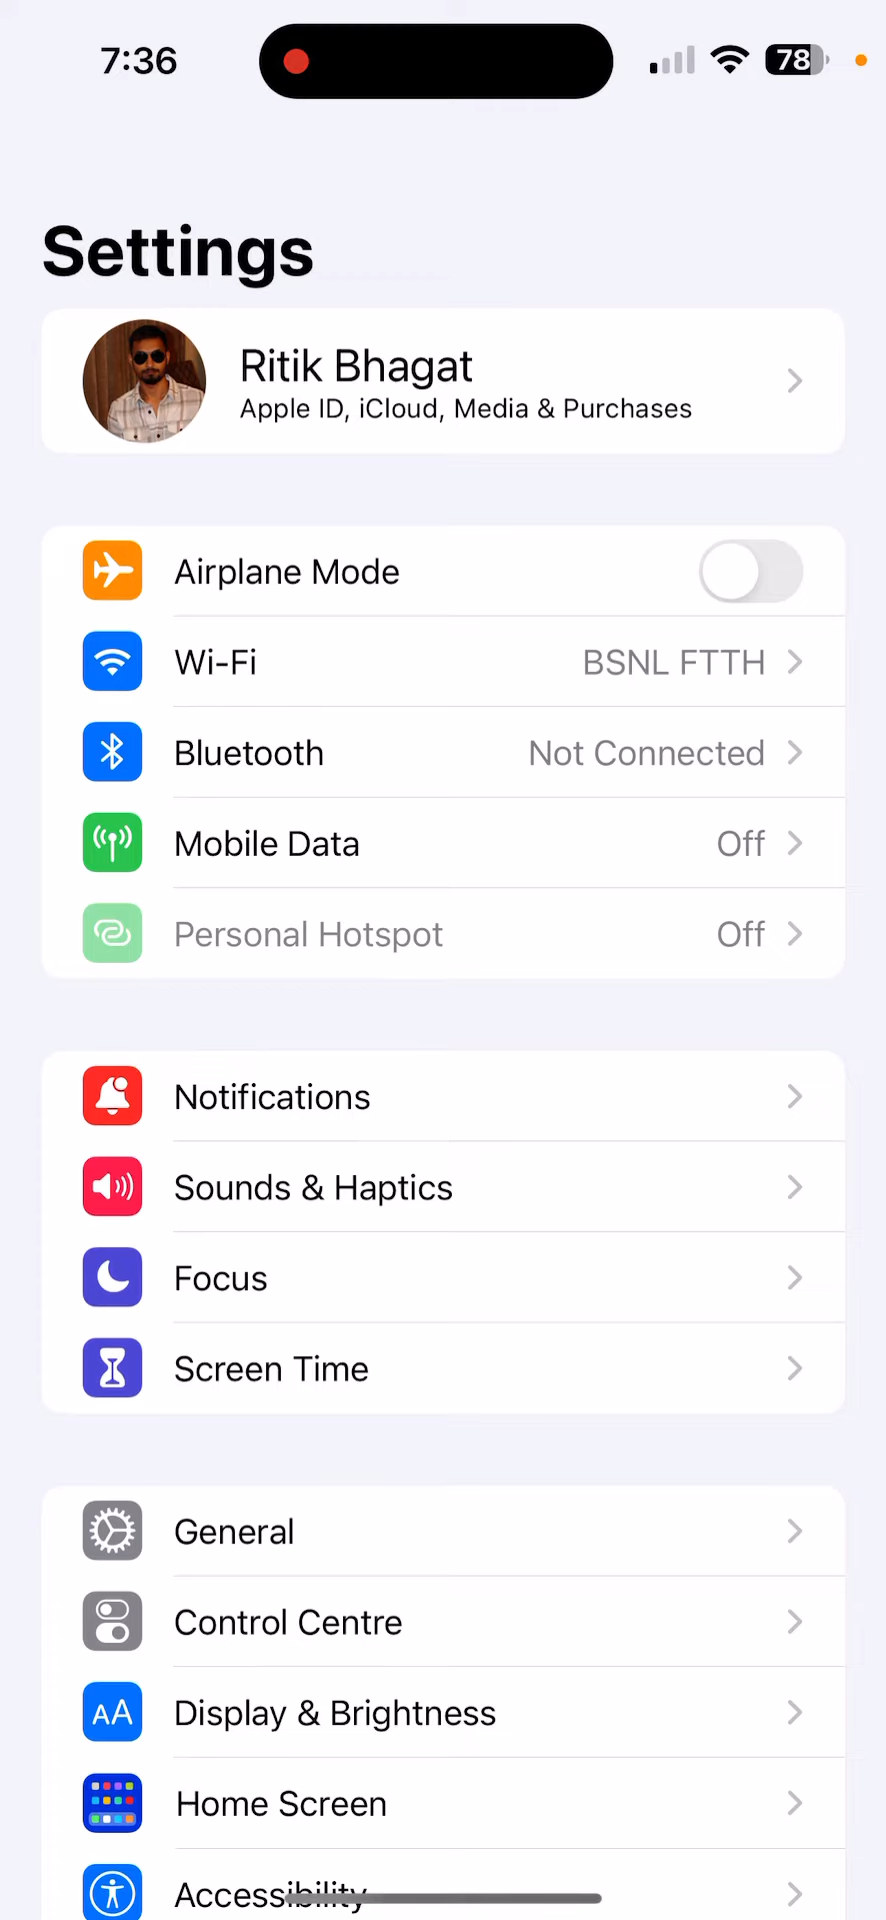 7:36
78
Settings
Ritik Bhagat
Apple ID, iCloud, Media & Purchases
Airplane Mode
Wi-Fi BSNL FTTH
Bluetooth Not Connected
Mobile Data Off
Personal Hotspot Off
Notifications
Sounds & Haptics
Focus
Screen Time
General
Control Centre
AA Display & Brightness
Home Screen
Accessibility